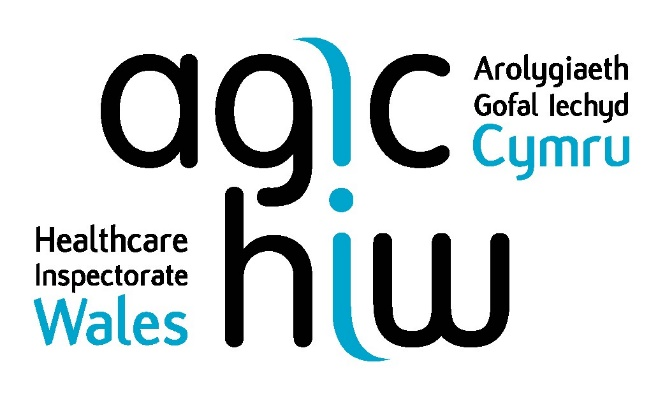 agic
Arolygiaeth
Gofal Iechyd
Cymru
Healthcare
Inspectorate
Wales
hiw